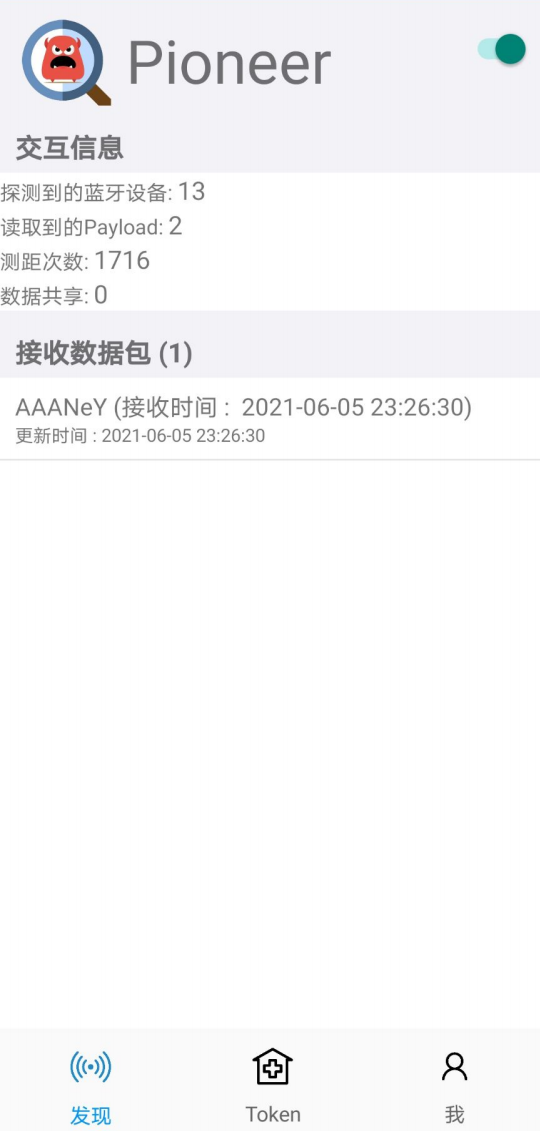 Pioneer
交互信息
探测到的蓝牙设备: 13
读取到的Payload: 2
测距次数: 1716
数据共享: 0
接收数据包 (1)
AAANeY (接收时间 : 2021-06-05 23:26:30)
更新时间 : 2021-06-05 23:26:30
发现 Token 我